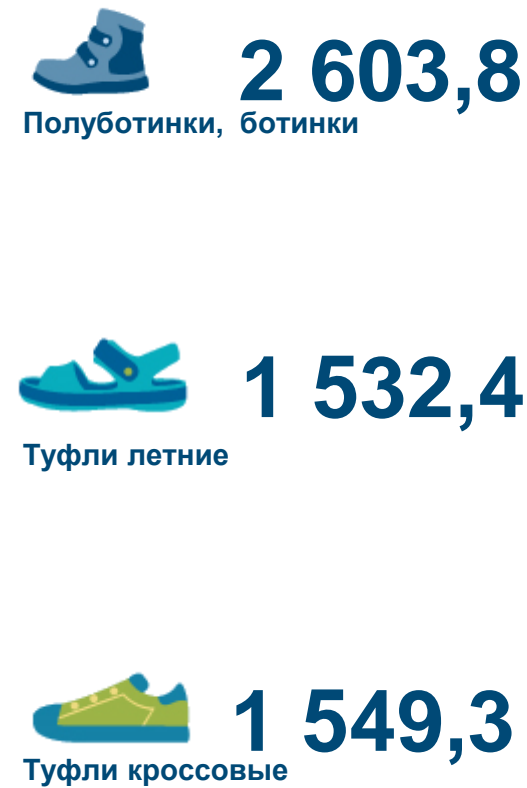 2 603,8
Полуботинки, ботинки
1 532,4
Туфли летние
1 549,3
Туфли кроссовые